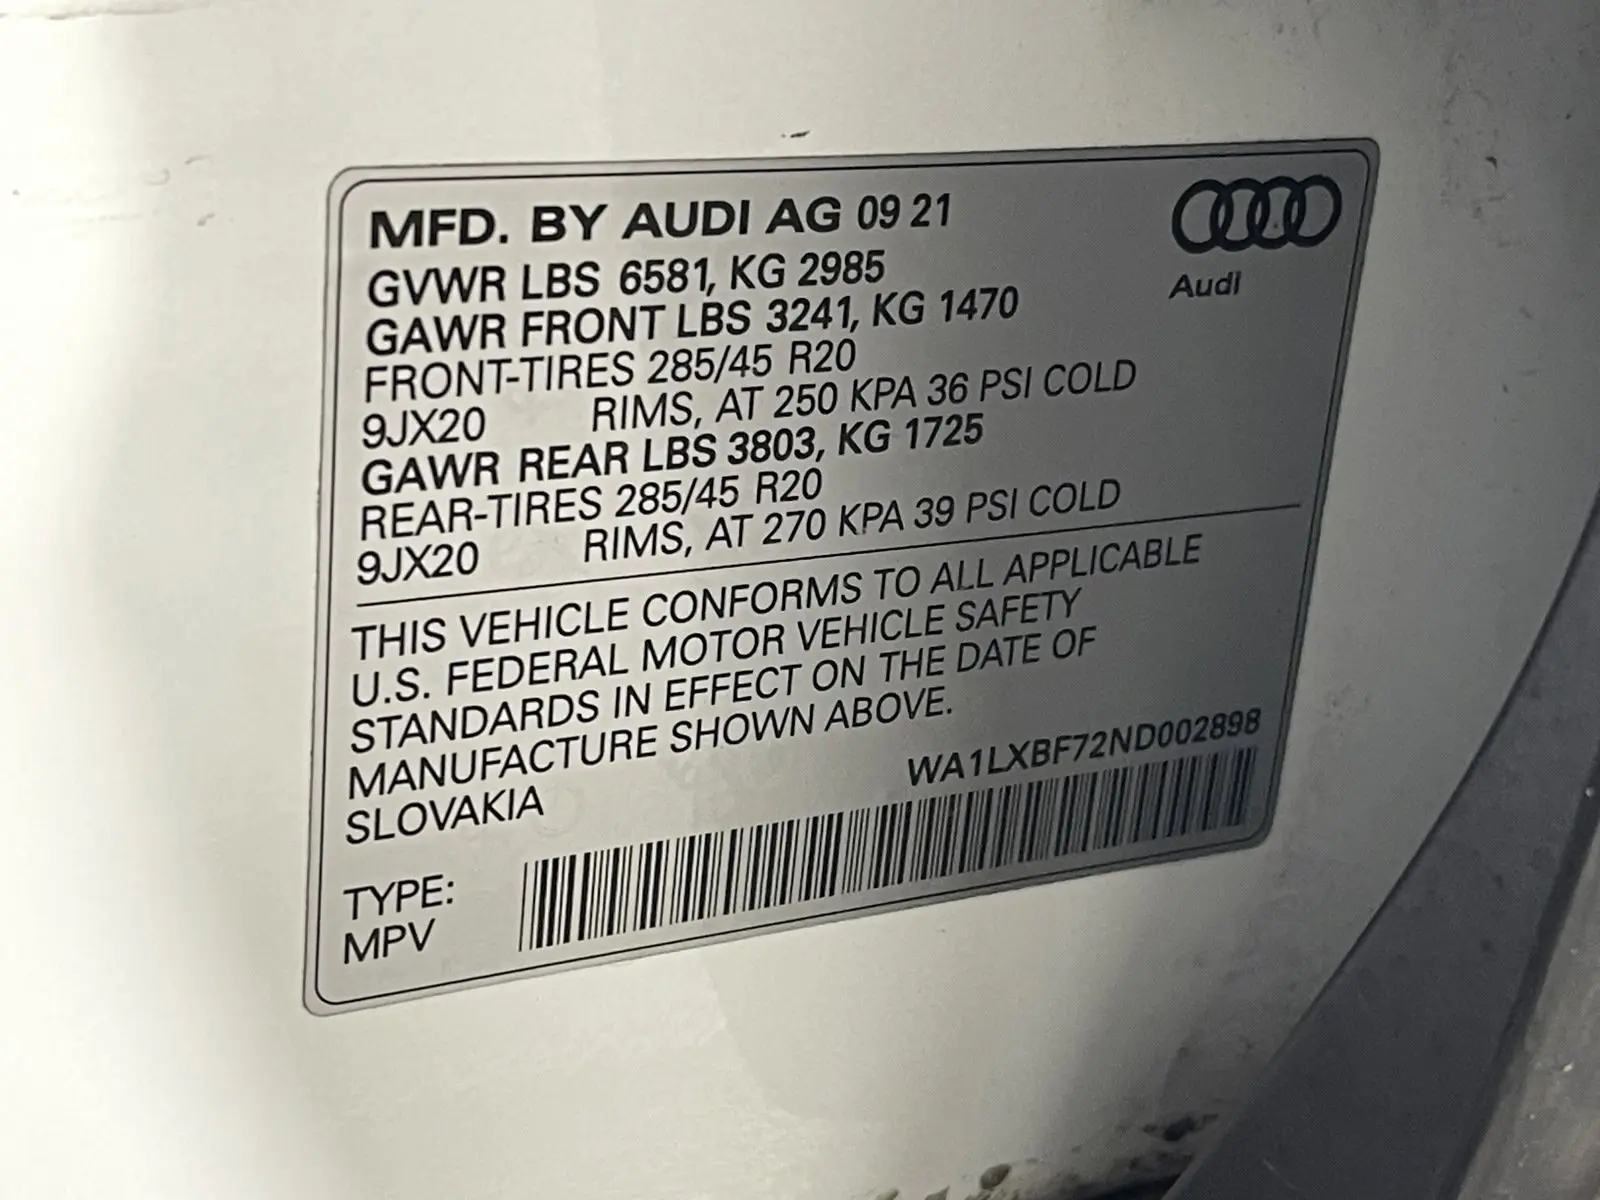 MFD. BY AUDI AG 09 21
GVWR LBS 6581, KG 2985
GAWR FRONT LBS 3241, KG 1470
FRONT-TIRES 285/45 R20
9JX20 RIMS, AT 250 KPA 36 PSI COLD
GAWR REAR LBS 3803, KG 1725
REAR-TIRES 285/45 R20
9JX20 RIMS, AT 270 KPA 39 PSI COLD
Audi
THIS VEHICLE CONFORMS TO ALL APPLICABLE
U.S. FEDERAL MOTOR VEHICLE SAFETY
STANDARDS IN EFFECT ON THE DATE OF
MANUFACTURE SHOWN ABOVE.
SLOVAKIA
WA1LXBF72ND002898
TYPE:
MPV